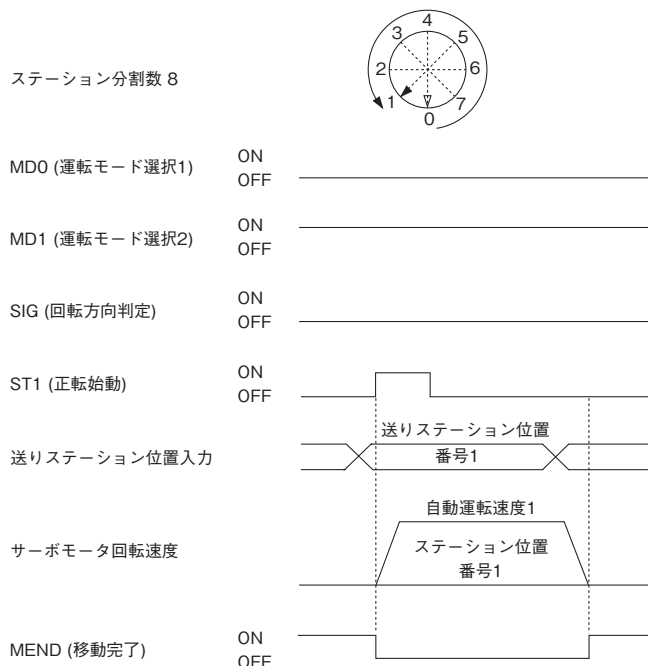 4
3 5
ステーション分割数 8
2 6
1 7
0
MD0 (運転モード選択1)
ON
OFF
MD1 (運転モード選択2)
ON
OFF
SIG (回転方向判定)
ON
OFF
ST1 (正転始動)
ON
OFF
送りステーション位置入力
送りステーション位置
番号1
サーボモータ回転速度
自動運転速度1
ステーション位置
番号1
MEND (移動完了)
ON
OFF